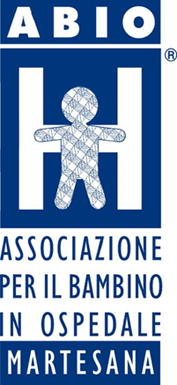 ABIO
H ®
ASSOCIAZIONE
PER IL BAMBINO
IN OSPEDALE
MARTESANA